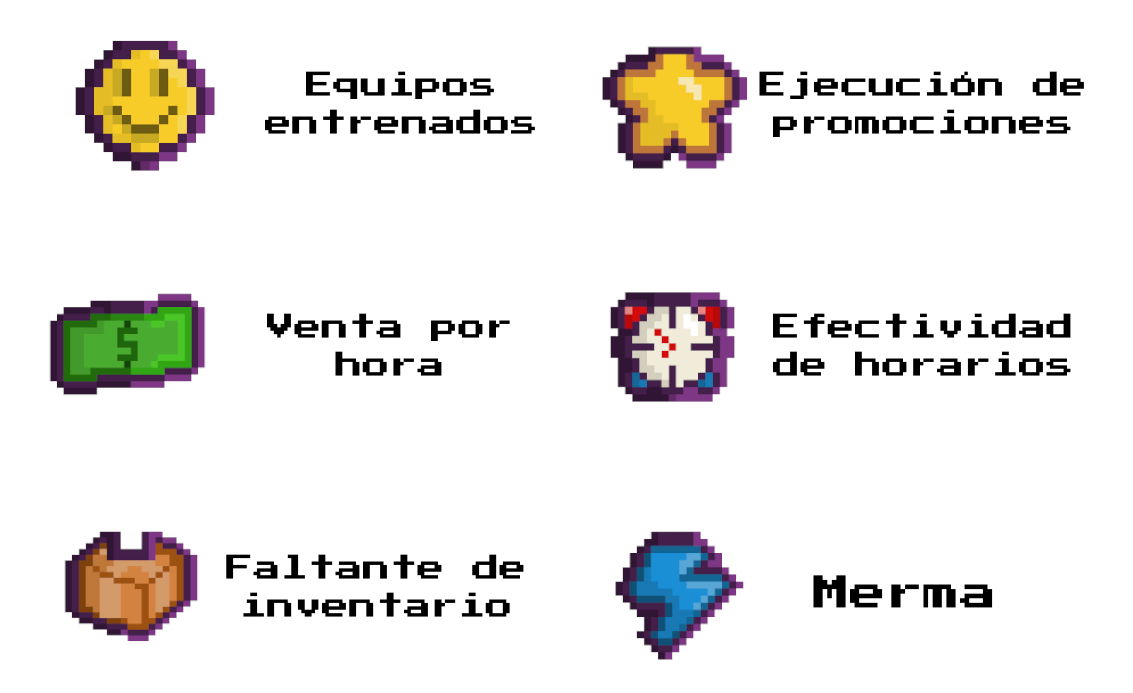 Equipos
entrenados
Ejecución de
promociones
$
Venta por
hora
Efectividad
de horarios
Faltante de
inventario
Merma